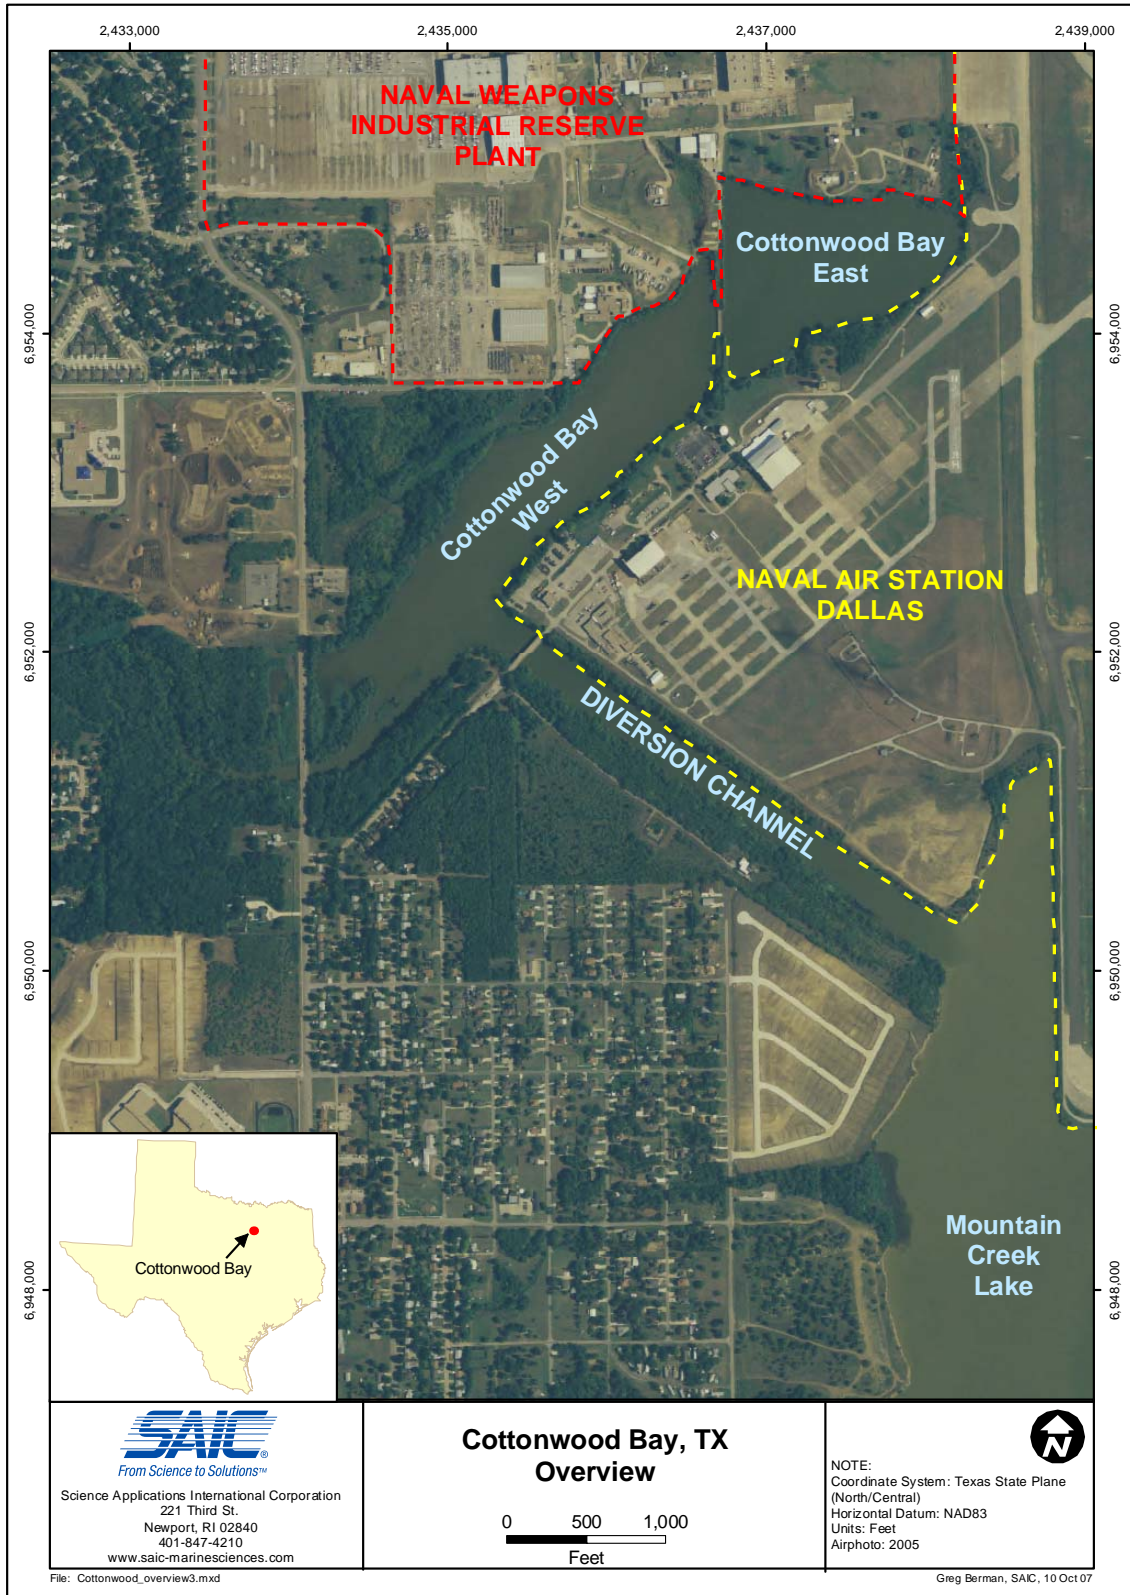 2,433,000
2,435,000
2,437,000
2,439,000
NAVAL WEAPONS
INDUSTRIAL RESERVE
PLANT
Cottonwood Bay
East
6,954,000
6,954,000
Cottonwood Bay
West
NAVAL AIR STATION
DALLAS
6,952,000
6,952,000
DIVERSION CHANNEL
6,950,000
6,950,000
Mountain
Creek
Lake
Cottonwood Bay
6,948,000
6,948,000
SAIC®
From Science to Solutions™
Science Applications International Corporation
221 Third St.
Newport, RI 02840
401-847-4210
www.saic-marinesciences.com
Cottonwood Bay, TX
Overview
0 500 1,000
Feet
N
NOTE:
Coordinate System: Texas State Plane
(North/Central)
Horizontal Datum: NAD83
Units: Feet
Airphoto: 2005
File: Cottonwood_overview3.mxd
Greg Berman, SAIC, 10 Oct 07